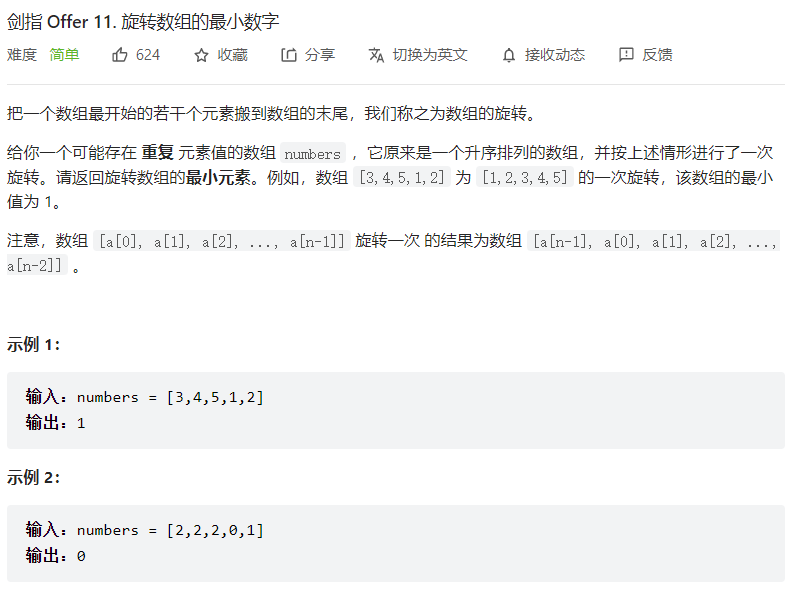 剑指 Offer 11. 旋转数组的最小数字
难度 简单 624 收藏 分享 切换为英文 接收动态 反馈
把一个数组最开始的若干个元素搬到数组的末尾，我们称之为数组的旋转。
给你一个可能存在 重复 元素值的数组 numbers ，它原来是一个升序排列的数组，并按上述情形进行了一次
旋转。请返回旋转数组的最小元素。例如，数组 [3,4,5,1,2] 为 [1,2,3,4,5] 的一次旋转，该数组的最小
值为 1。
注意，数组 [a[0], a[1], a[2], ..., a[n-1]] 旋转一次 的结果为数组 [a[n-1], a[0], a[1], a[2], ...,
a[n-2]] 。
示例 1：
输入：numbers = [3,4,5,1,2]
输出：1
示例 2：
输入：numbers = [2,2,2,0,1]
输出：0